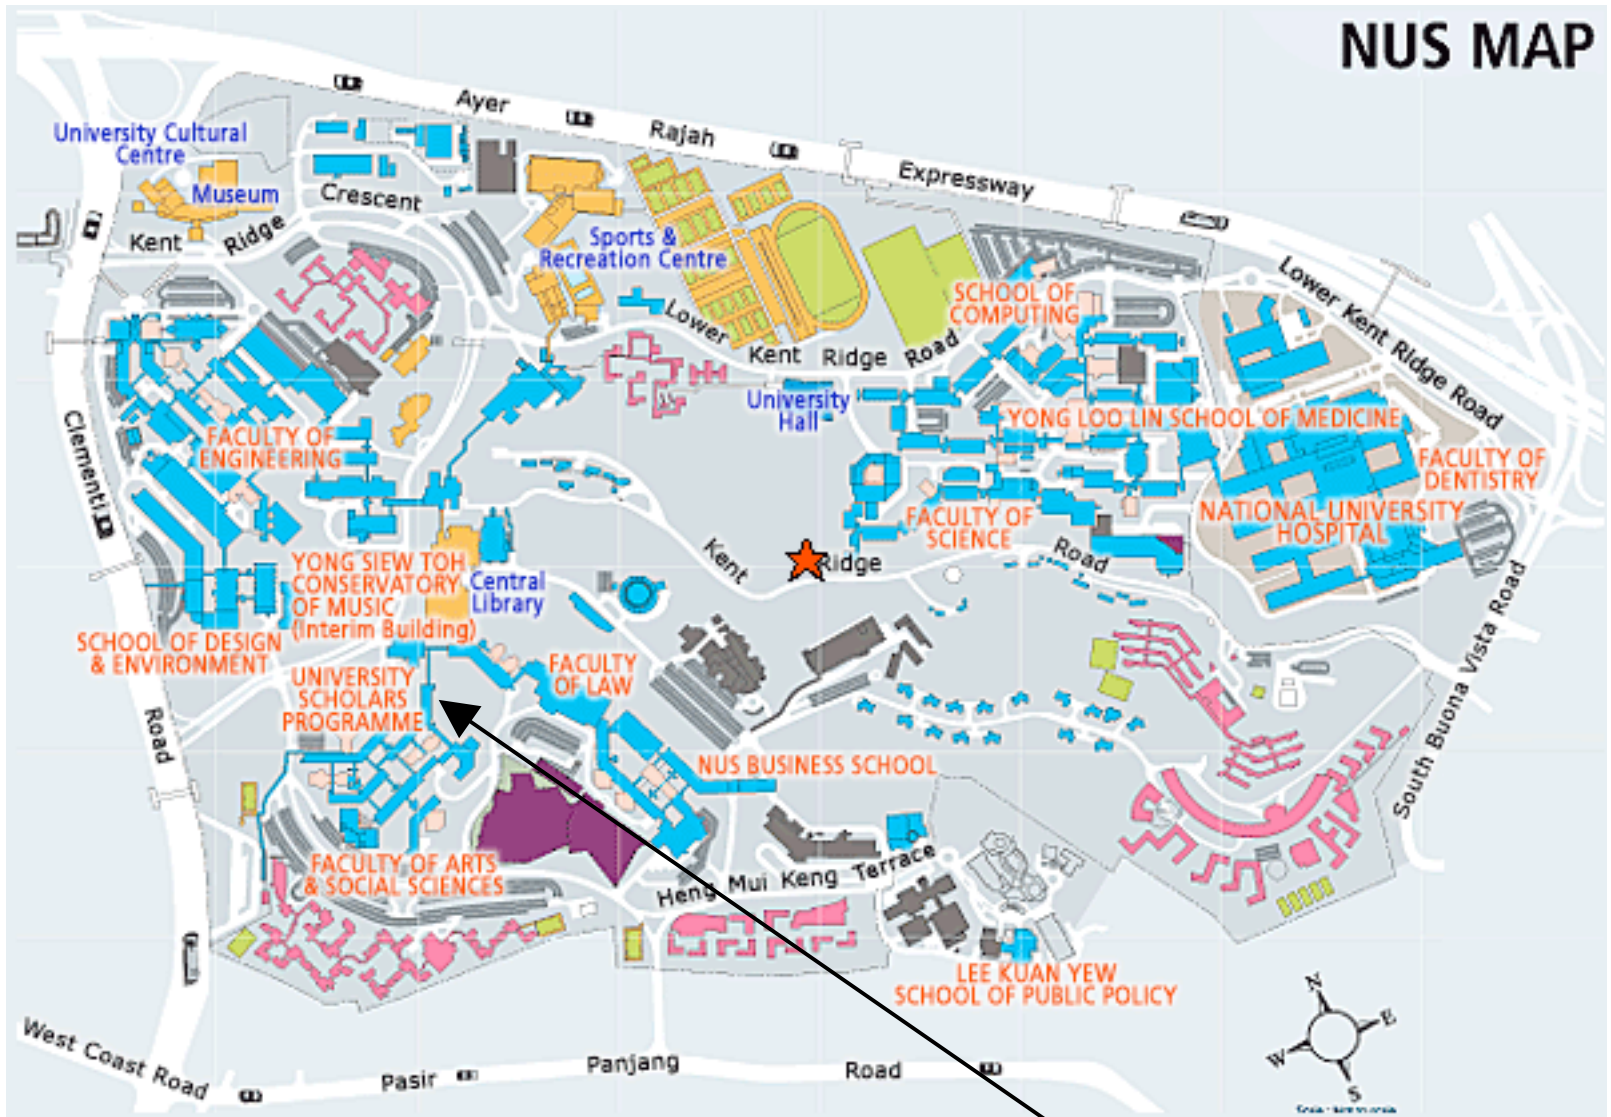 NUS MAP
Ayer
Rajah
Expressway
University Cultural
Centre
Museum
Crescent
Kent
Ridge
Sports &
Recreation Centre
Lower
Kent
Ridge
Road
SCHOOL OF
COMPUTING
Lower Kent Ridge Road
University
Hall
YONG LOO LIN SCHOOL OF MEDICINE
Clementi
FACULTY OF
ENGINEERING
FACULTY OF
DENTISTRY
NATIONAL UNIVERSITY
HOSPITAL
FACULTY OF
SCIENCE
Kent
Ridge
Road
YONG SIEW TOH
CONSERVATORY
OF MUSIC
(Interim Building)
Central
Library
SCHOOL OF DESIGN
& ENVIRONMENT
UNIVERSITY
SCHOLARS
PROGRAMME
FACULTY
OF LAW
Road
South Buona Vista Road
NUS BUSINESS SCHOOL
FACULTY OF ARTS
& SOCIAL SCIENCES
Heng Mui Keng Terrace
LEE KUAN YEW
SCHOOL OF PUBLIC POLICY
N
E
W
S
West Coast Road
Pasir
Panjang
Road